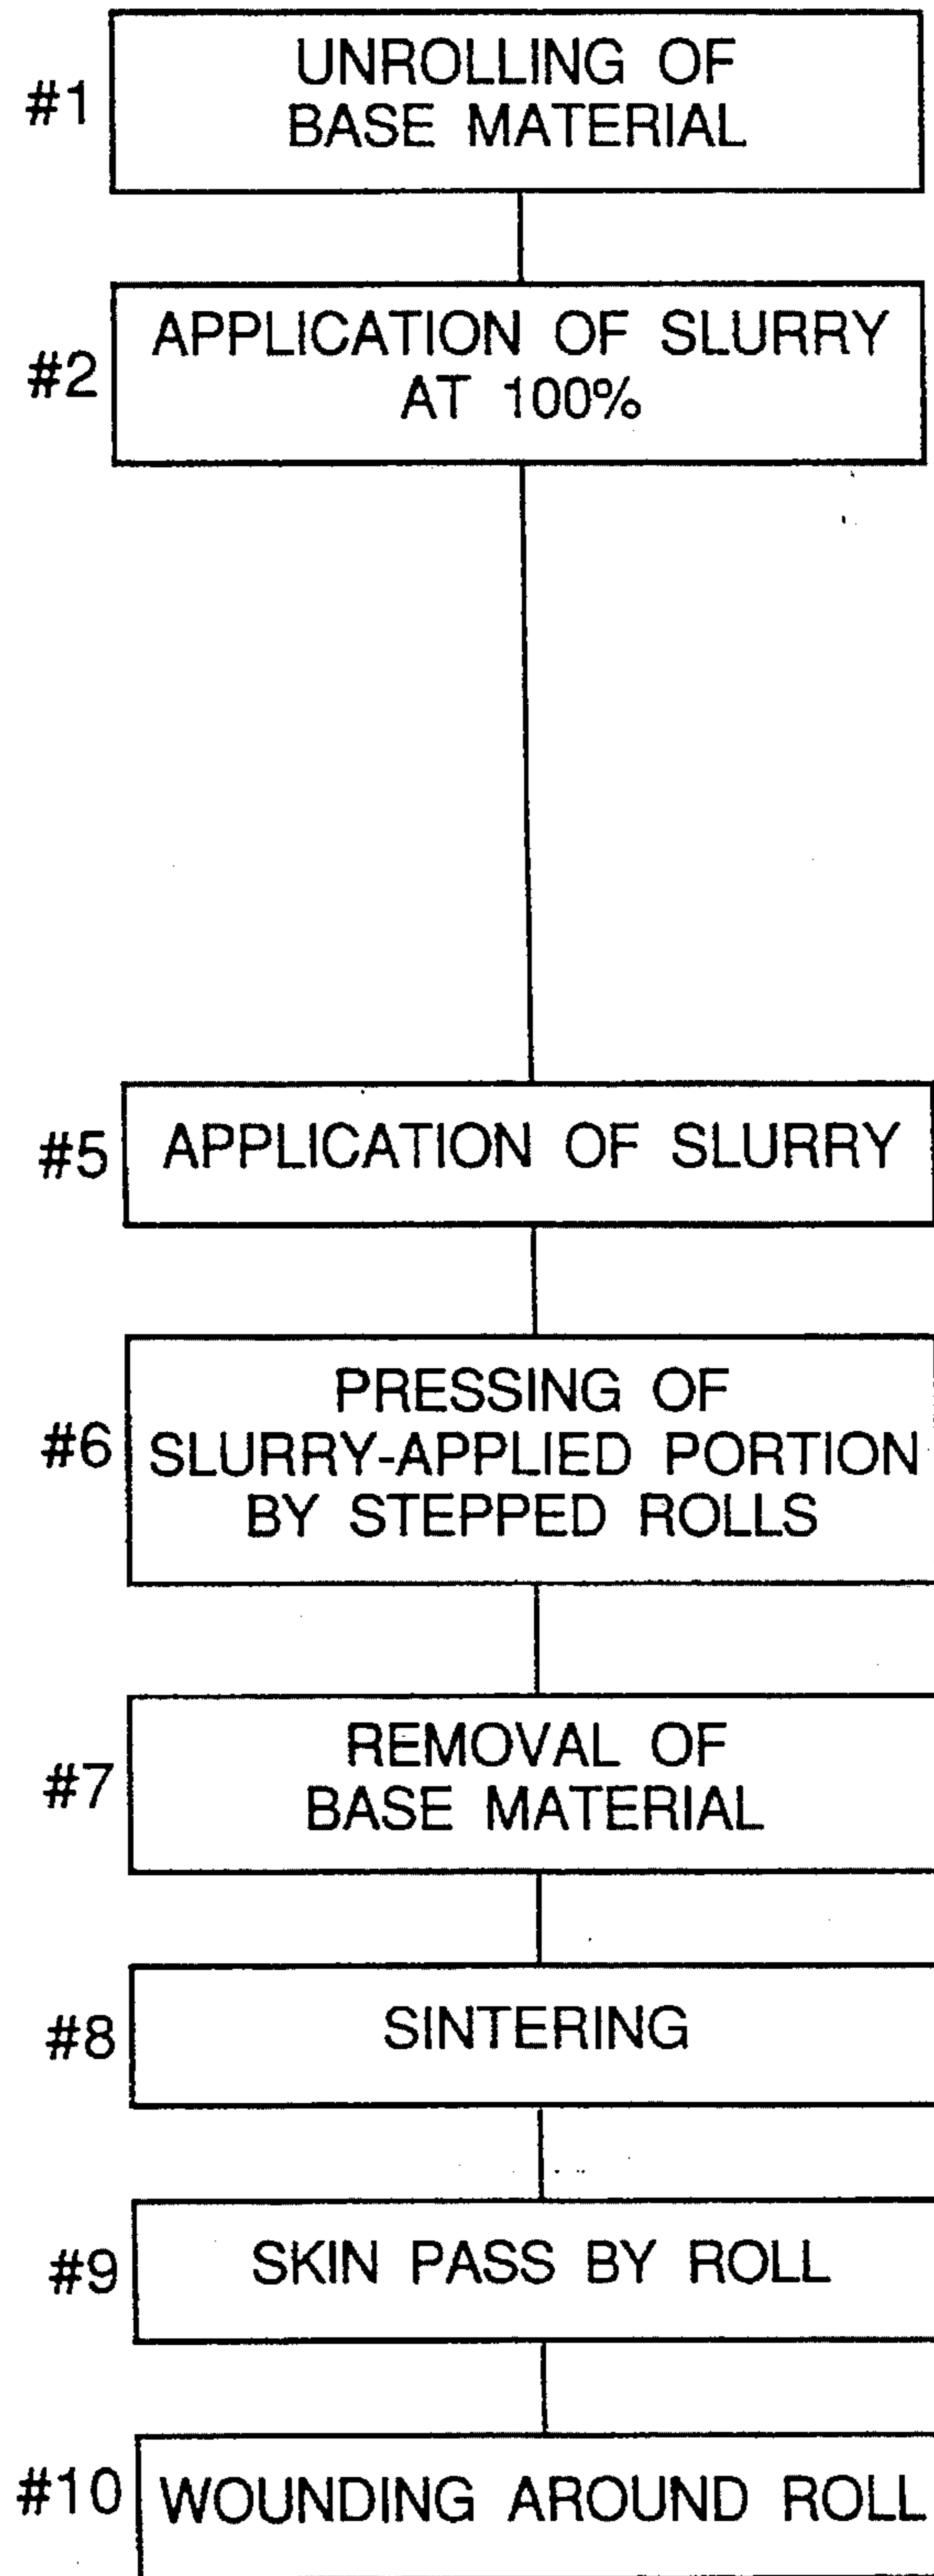 #1
UNROLLING OF
BASE MATERIAL
#2
APPLICATION OF SLURRY
AT 100%
#5
APPLICATION OF SLURRY
#6
PRESSING OF
SLURRY-APPLIED PORTION
BY STEPPED ROLLS
#7
REMOVAL OF
BASE MATERIAL
#8
SINTERING
#9
SKIN PASS BY ROLL
#10
WOUNDING AROUND ROLL